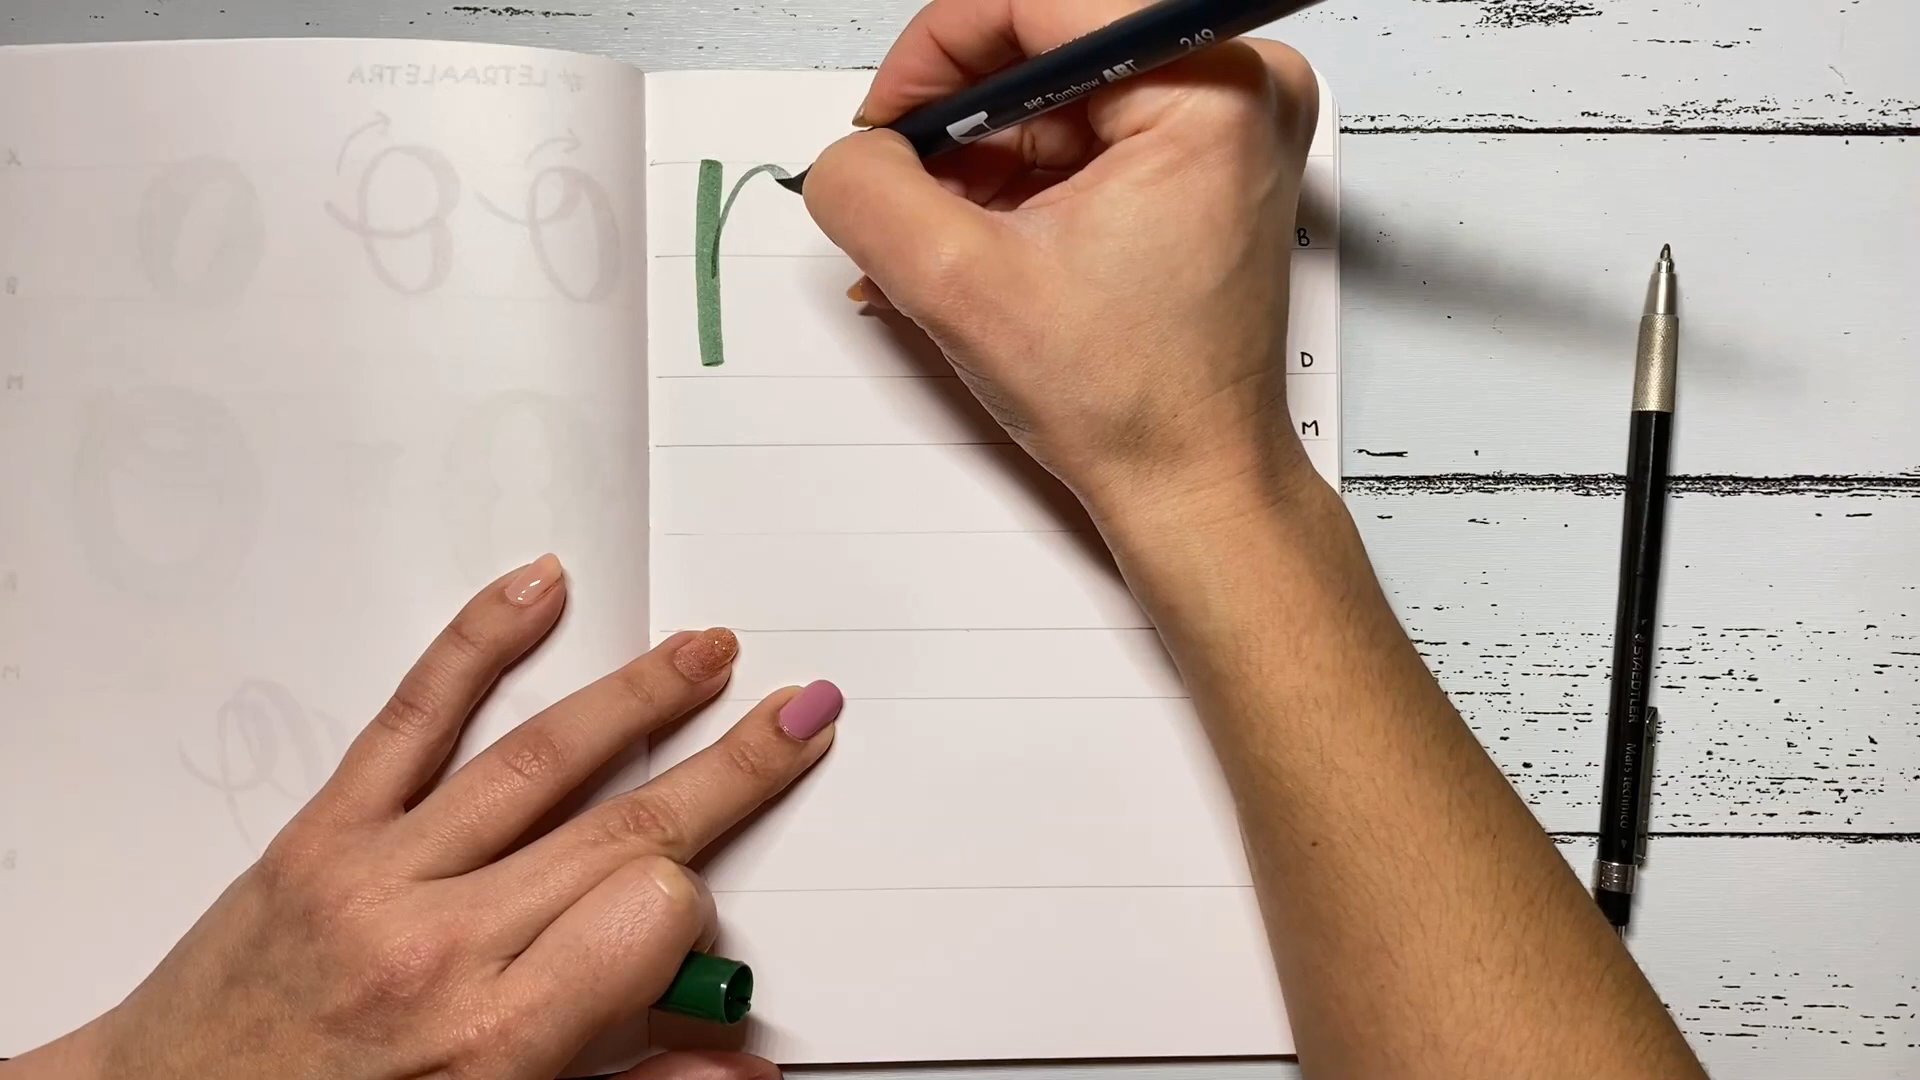 #LETRAALETRA
249
Tombow ABT
X
B
B
D
M
M
R
M
B
STAEDTLER Mars technico